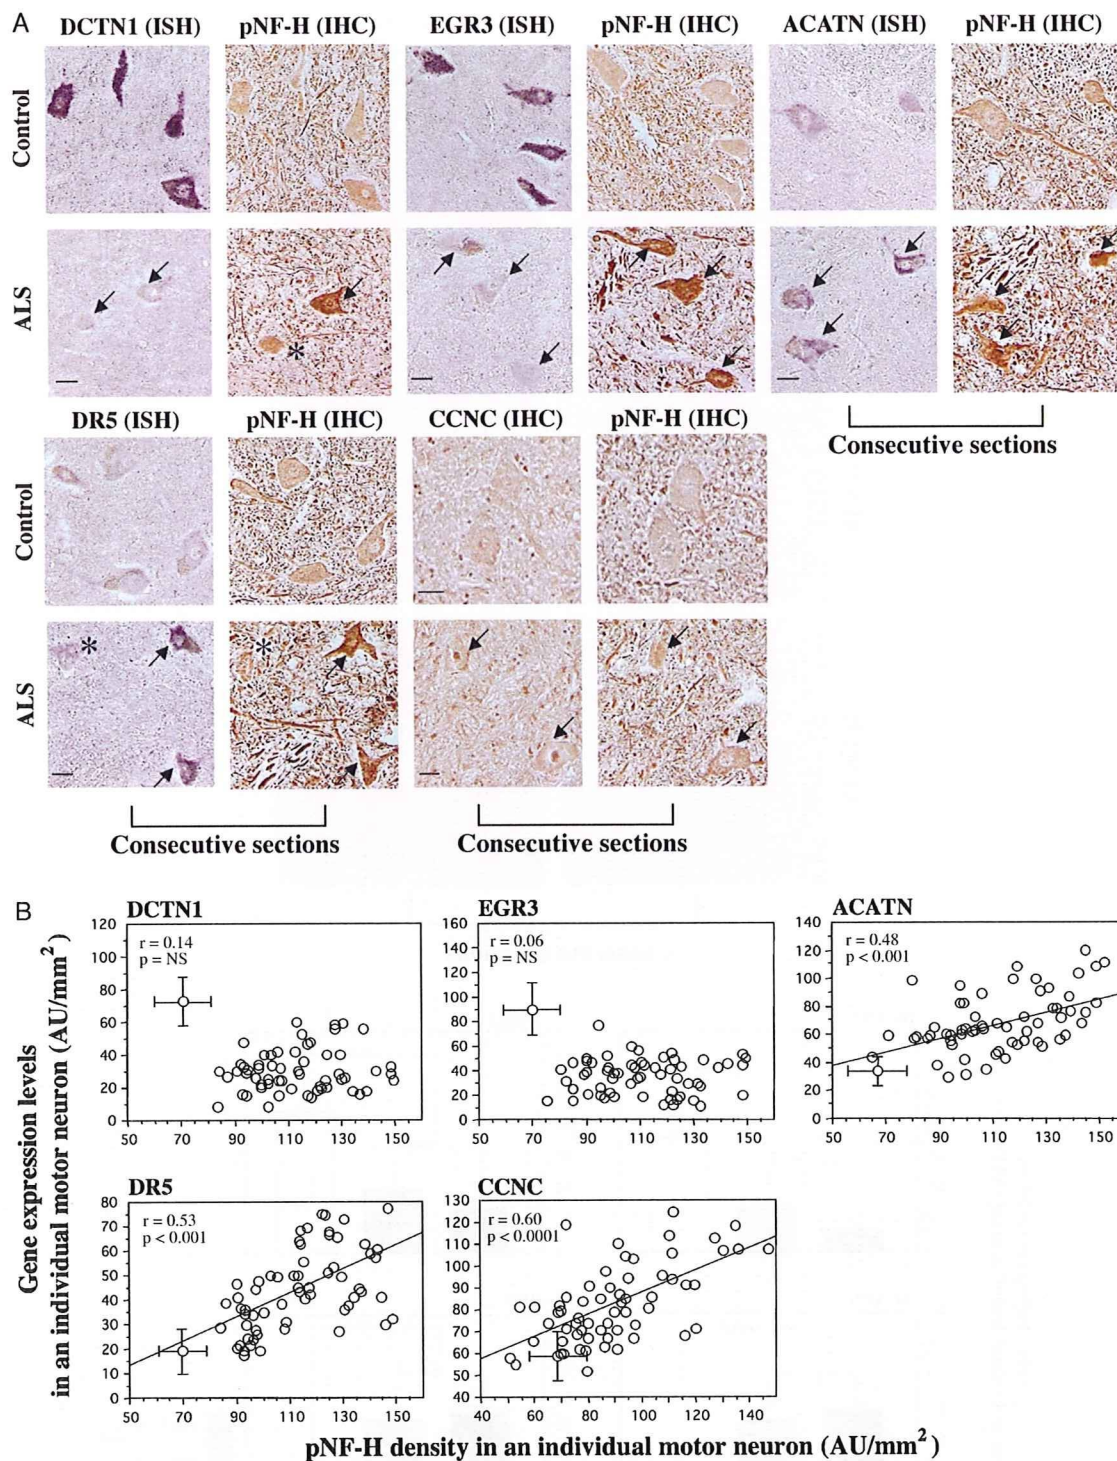 A
DCTN1 (ISH) pNF-H (IHC) EGR3 (ISH) pNF-H (IHC) ACATN (ISH) pNF-H (IHC)
Control
ALS
*
Consecutive sections
DR5 (ISH) pNF-H (IHC) CCNC (IHC) pNF-H (IHC)
Control
ALS
* *
Consecutive sections Consecutive sections
B
Gene expression levels
in an individual motor neuron (AU/mm²)
DCTN1
r = 0.14
p = NS
120
100
80
60
40
20
0
50 70 90 110 130 150
EGR3
r = 0.06
p = NS
160
140
120
100
80
60
40
20
0
50 70 90 110 130 150
ACATN
r = 0.48
p < 0.001
140
120
100
80
60
40
20
0
50 70 90 110 130 150
DR5
r = 0.53
p < 0.001
80
70
60
50
40
30
20
10
0
50 70 90 110 130 150
CCNC
r = 0.60
p < 0.0001
130
120
110
100
90
80
70
60
50
40
40 60 80 100 120 140
pNF-H density in an individual motor neuron (AU/mm²)